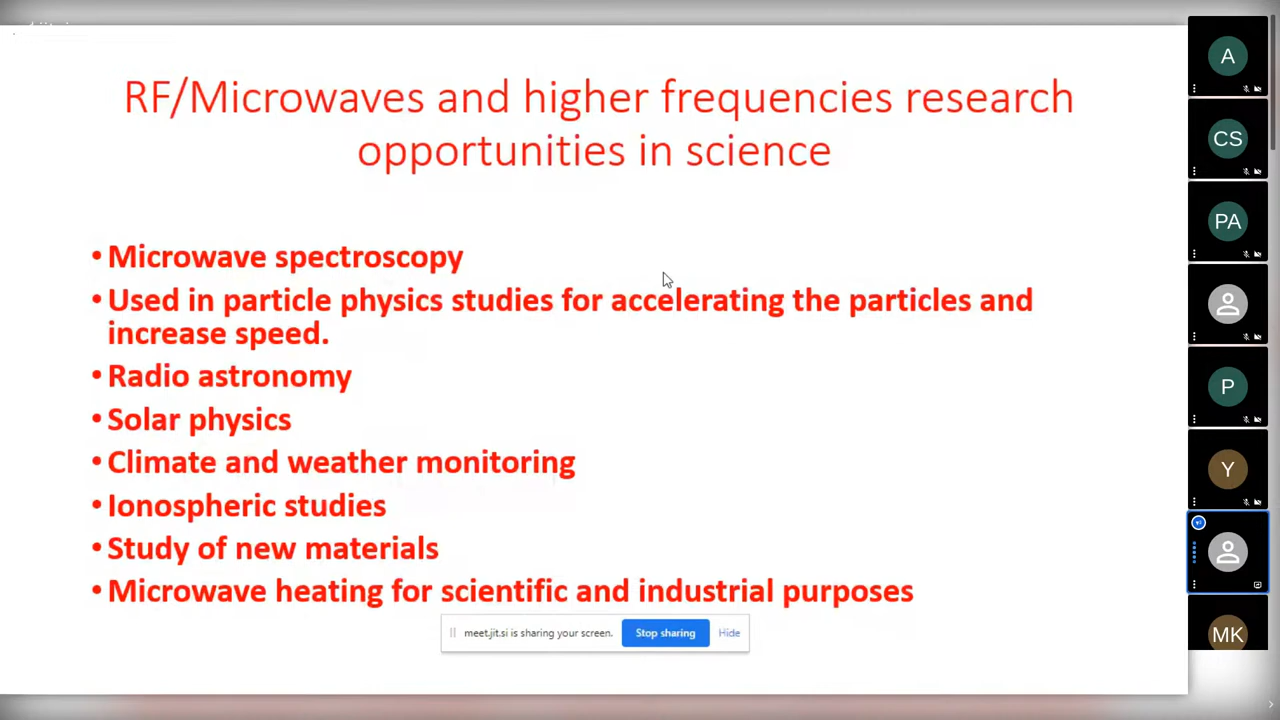 RF/Microwaves and higher frequencies research
opportunities in science
• Microwave spectroscopy
• Used in particle physics studies for accelerating the particles and
increase speed.
• Radio astronomy
• Solar physics
• Climate and weather monitoring
• Ionospheric studies
• Study of new materials
• Microwave heating for scientific and industrial purposes
meet.jit.si is sharing your screen. Stop sharing Hide
A
CS
PA
P
Y
MK